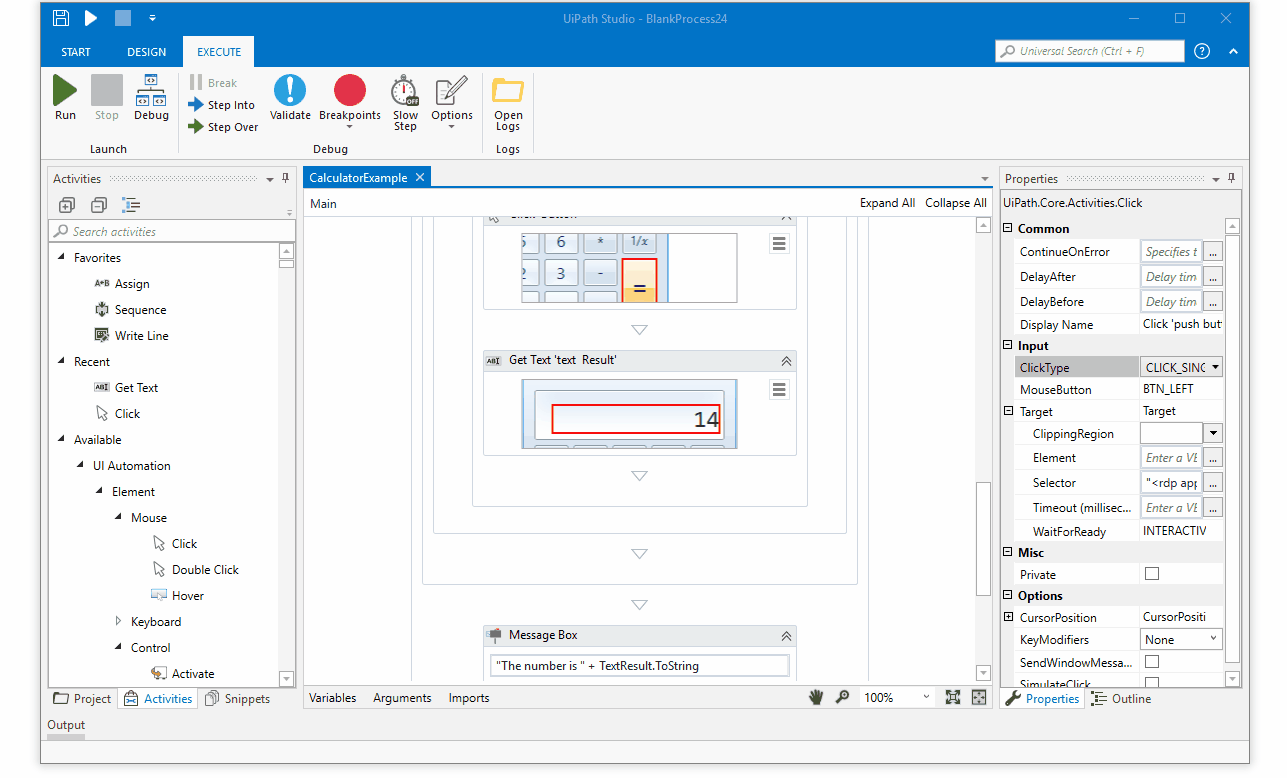 UiPath Studio - BlankProcess24
START DESIGN EXECUTE
Universal Search (Ctrl + F)
Run Stop Debug
Break
Step Into
Step Over
Validate Breakpoints Slow Step Options
OFF
Open Logs
Launch Debug Logs
Activities
Search activities
Favorites
A+B Assign
Sequence
Write Line
Recent
ABI Get Text
Click
Available
UI Automation
Element
Mouse
Click
Double Click
Hover
Keyboard
Control
Activate
Project Activities Snippets
Output
CalculatorExample
Main Expand All Collapse All
6 * 1/x
3 - =
ABI Get Text 'text Result'
14
Message Box
"The number is " + TextResult.ToString
Variables Arguments Imports 100%
Properties
UiPath.Core.Activities.Click
Common
ContinueOnError Specifies t ...
DelayAfter Delay tim ...
DelayBefore Delay tim ...
Display Name Click 'push but
Input
ClickType CLICK_SING
MouseButton BTN_LEFT
Target Target
ClippingRegion
Element Enter a VB ...
Selector "<rdp app ...
Timeout (millisec... Enter a VB ...
WaitForReady INTERACTIV
Misc
Private
Options
CursorPosition CursorPositi
KeyModifiers None
SendWindowMessa...
SimulateClick
Properties Outline